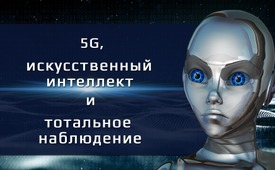 5G,
искусственный
интеллект
и
тотальное
наблюдение